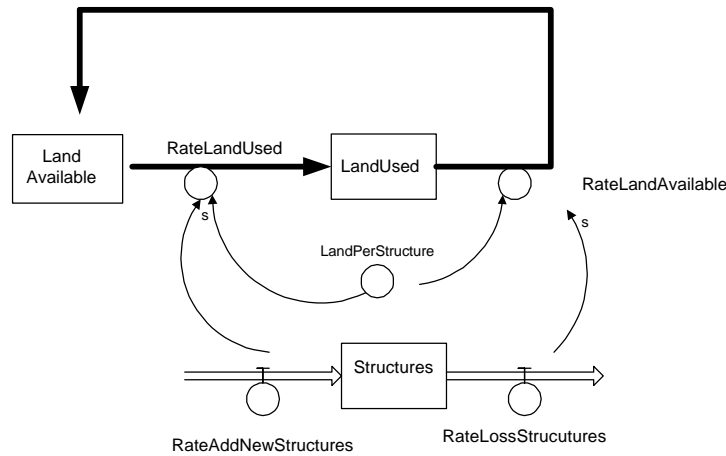 RateLandUsed
Land
Available
LandUsed
RateLandAvailable
s
s
LandPerStructure
Structures
RateAddNewStructures
RateLossStrucutures